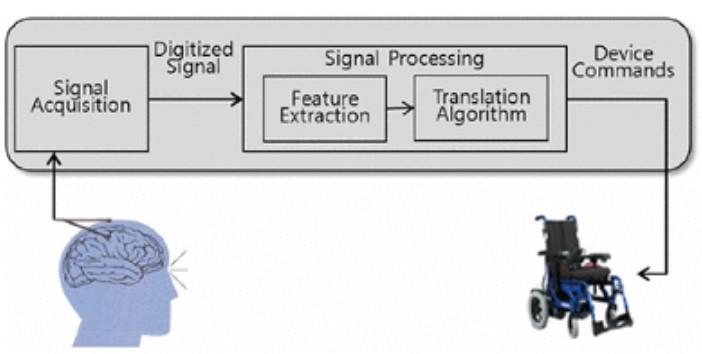 Signal
Acquisition
Digitized
Signal
Signal Processing
Feature
Extraction
Translation
Algorithm
Device
Commands